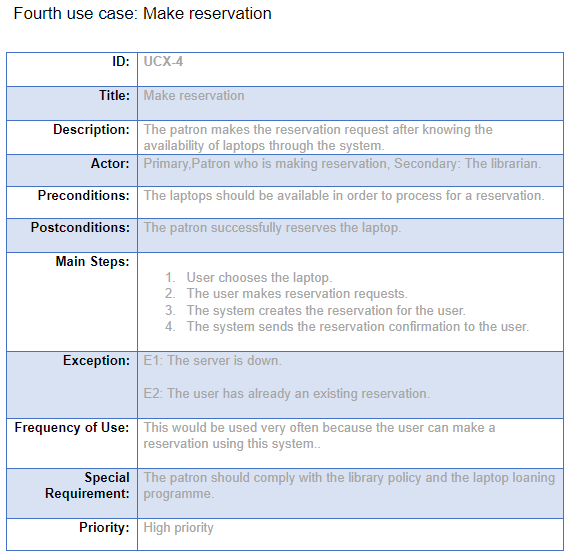 Fourth use case: Make reservation
ID: UCX-4
Title: Make reservation
Description: The patron makes the reservation request after knowing the
availability of laptops through the system.
Actor: Primary,Patron who is making reservation, Secondary: The librarian.
Preconditions: The laptops should be available in order to process for a reservation.
Postconditions: The patron successfully reserves the laptop.
Main Steps:
1. User chooses the laptop.
2. The user makes reservation requests.
3. The system creates the reservation for the user.
4. The system sends the reservation confirmation to the user.
Exception: E1: The server is down.
E2: The user has already an existing reservation.
Frequency of Use: This would be used very often because the user can make a
reservation using this system..
Special The patron should comply with the library policy and the laptop loaning
Requirement: programme.
Priority: High priority